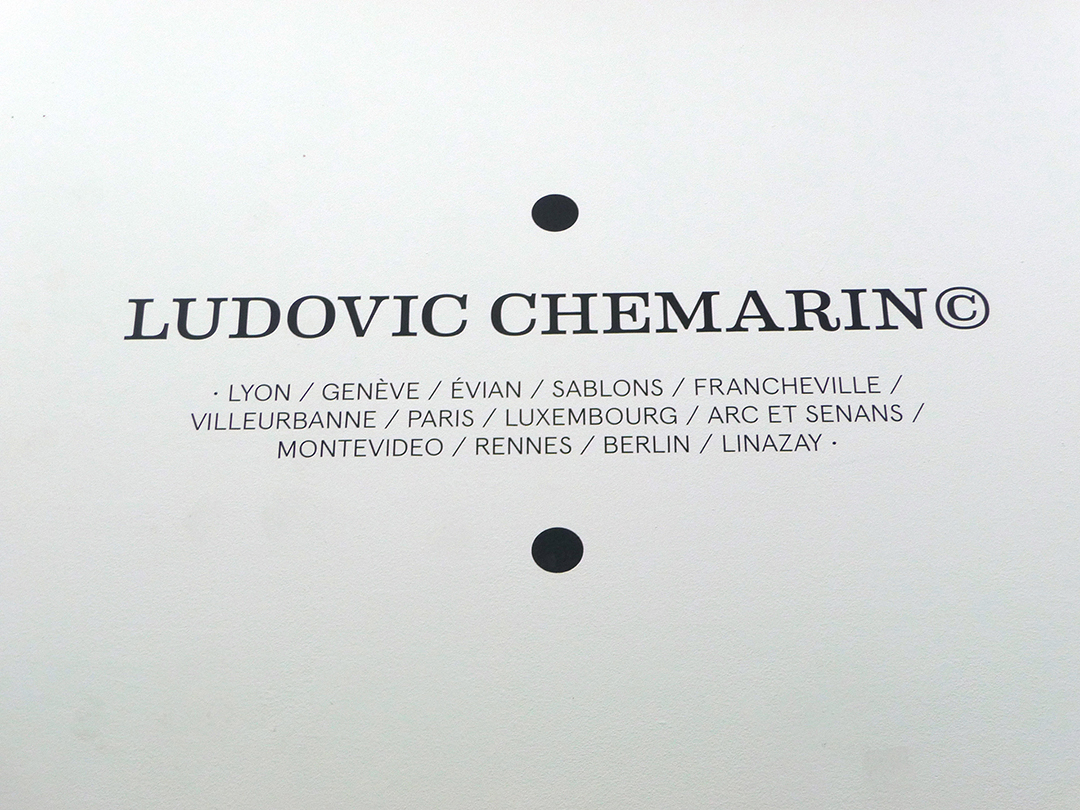 LUDOVIC CHEMARIN©
· LYON / GENÈVE / ÉVIAN / SABLONS / FRANCHEVILLE /
VILLEURBANNE / PARIS / LUXEMBOURG / ARC ET SENANS /
MONTEVIDEO / RENNES / BERLIN / LINAZAY ·